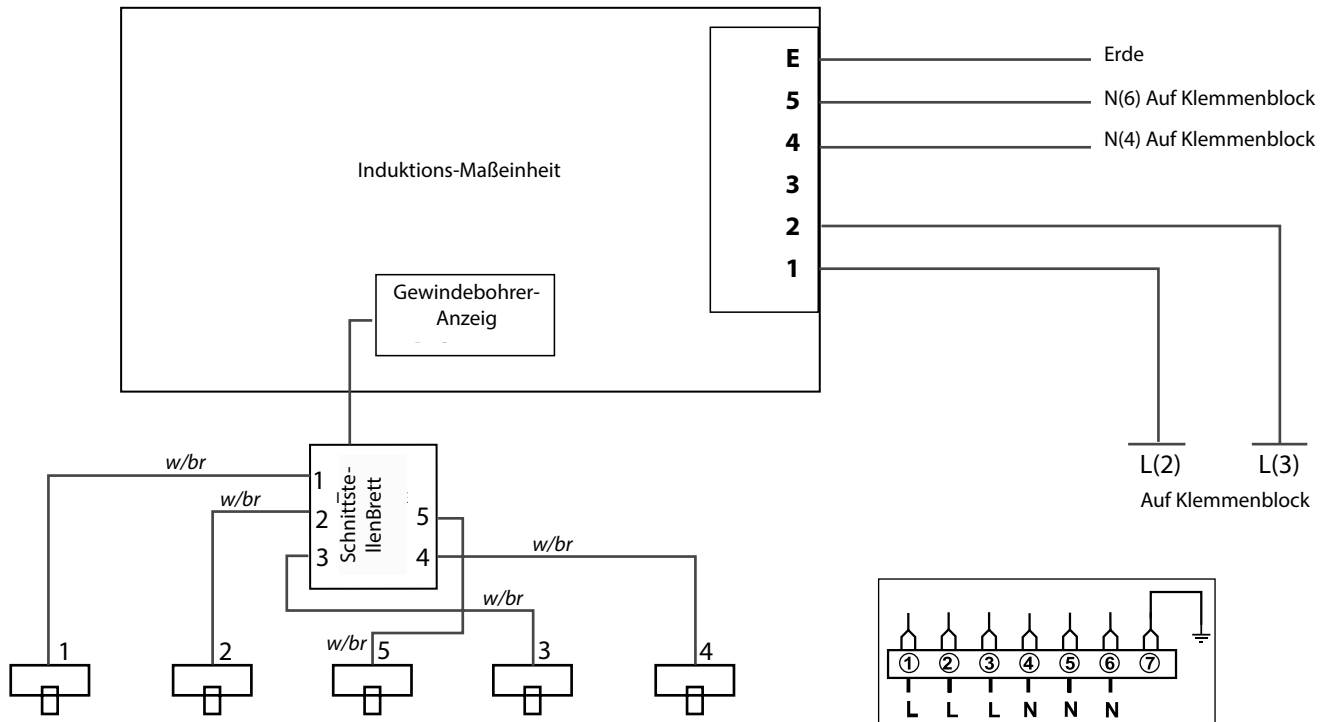 E
Erde
5
N(6) Auf Klemmenblock
4
N(4) Auf Klemmenblock
Induktions-Maßeinheit
3
2
1
Gewindebohrer-
Anzeig
L(2)
L(3)
Auf Klemmenblock
w/br
1
w/br
2
3
Schnittste-
llenBrett
5
4
w/br
w/br
w/br
1
2
5
3
4
1 2 3 4 5 6 7
L L L N N N